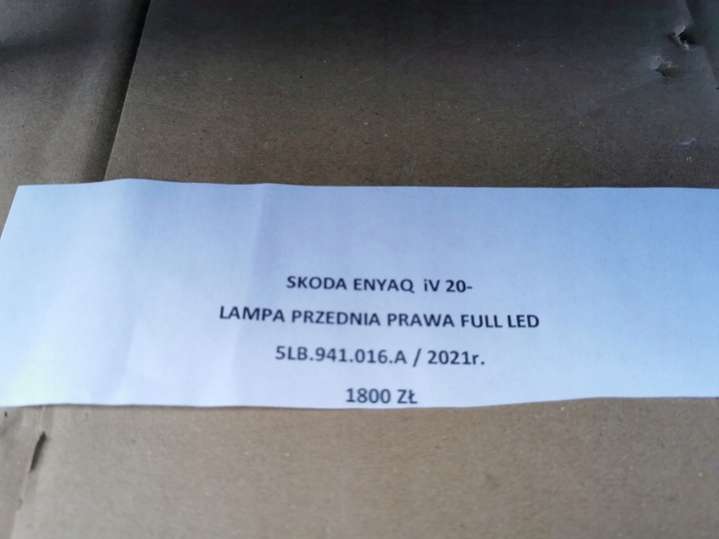 SKODA ENYAQ iV 20-
LAMPA PRZEDNIA PRAWA FULL LED
5LB.941.016.A / 2021r.
1800 ZŁ